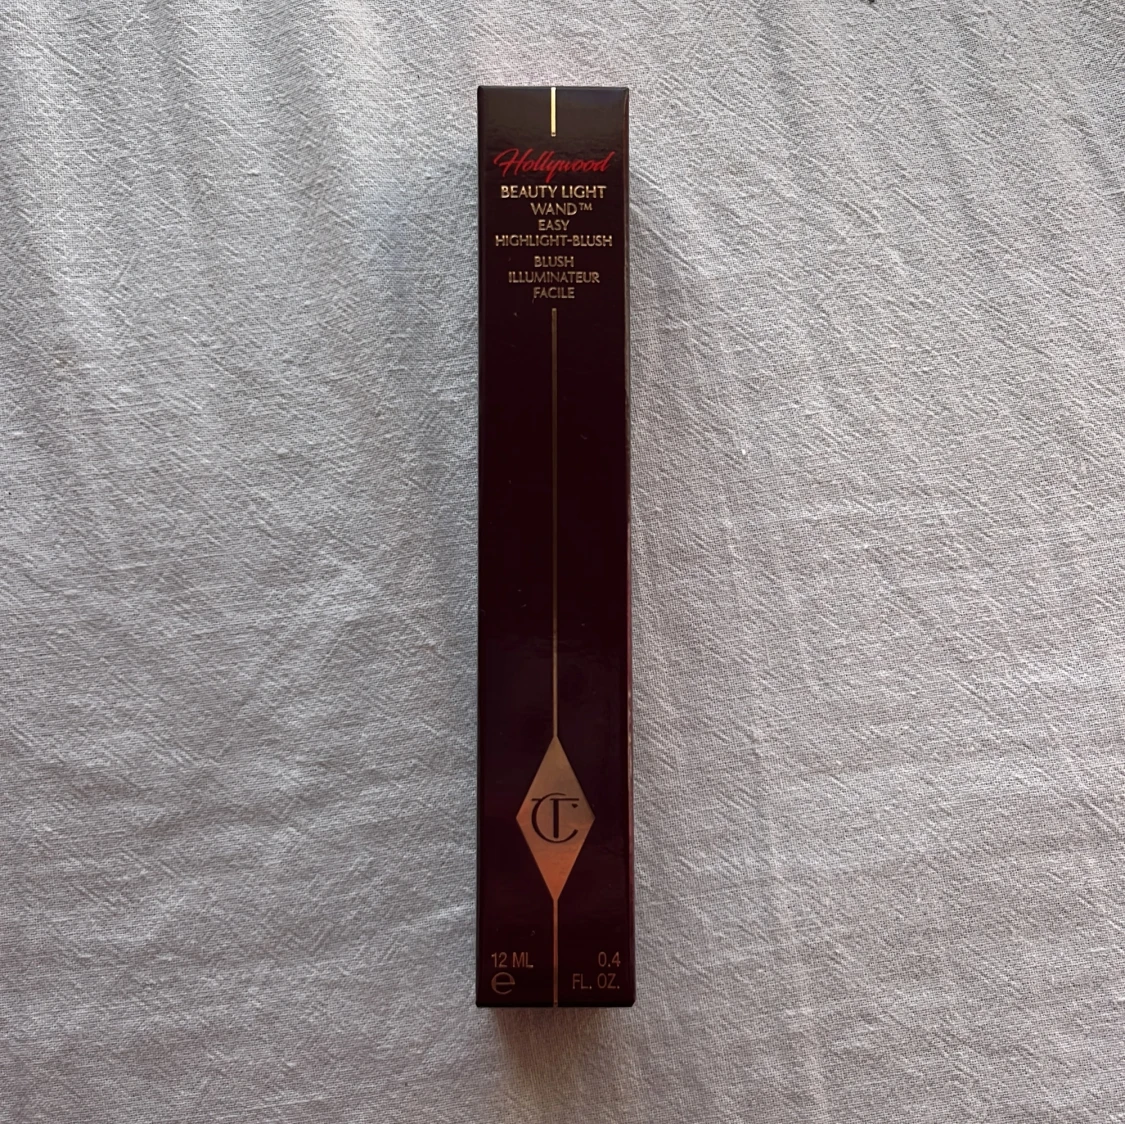 Hollywood
BEAUTY LIGHT
WAND™
EASY
HIGHLIGHT-BLUSH
BLUSH
ILLUMINATEUR
FACILE
CT
12 ML 0.4
e FL. OZ.